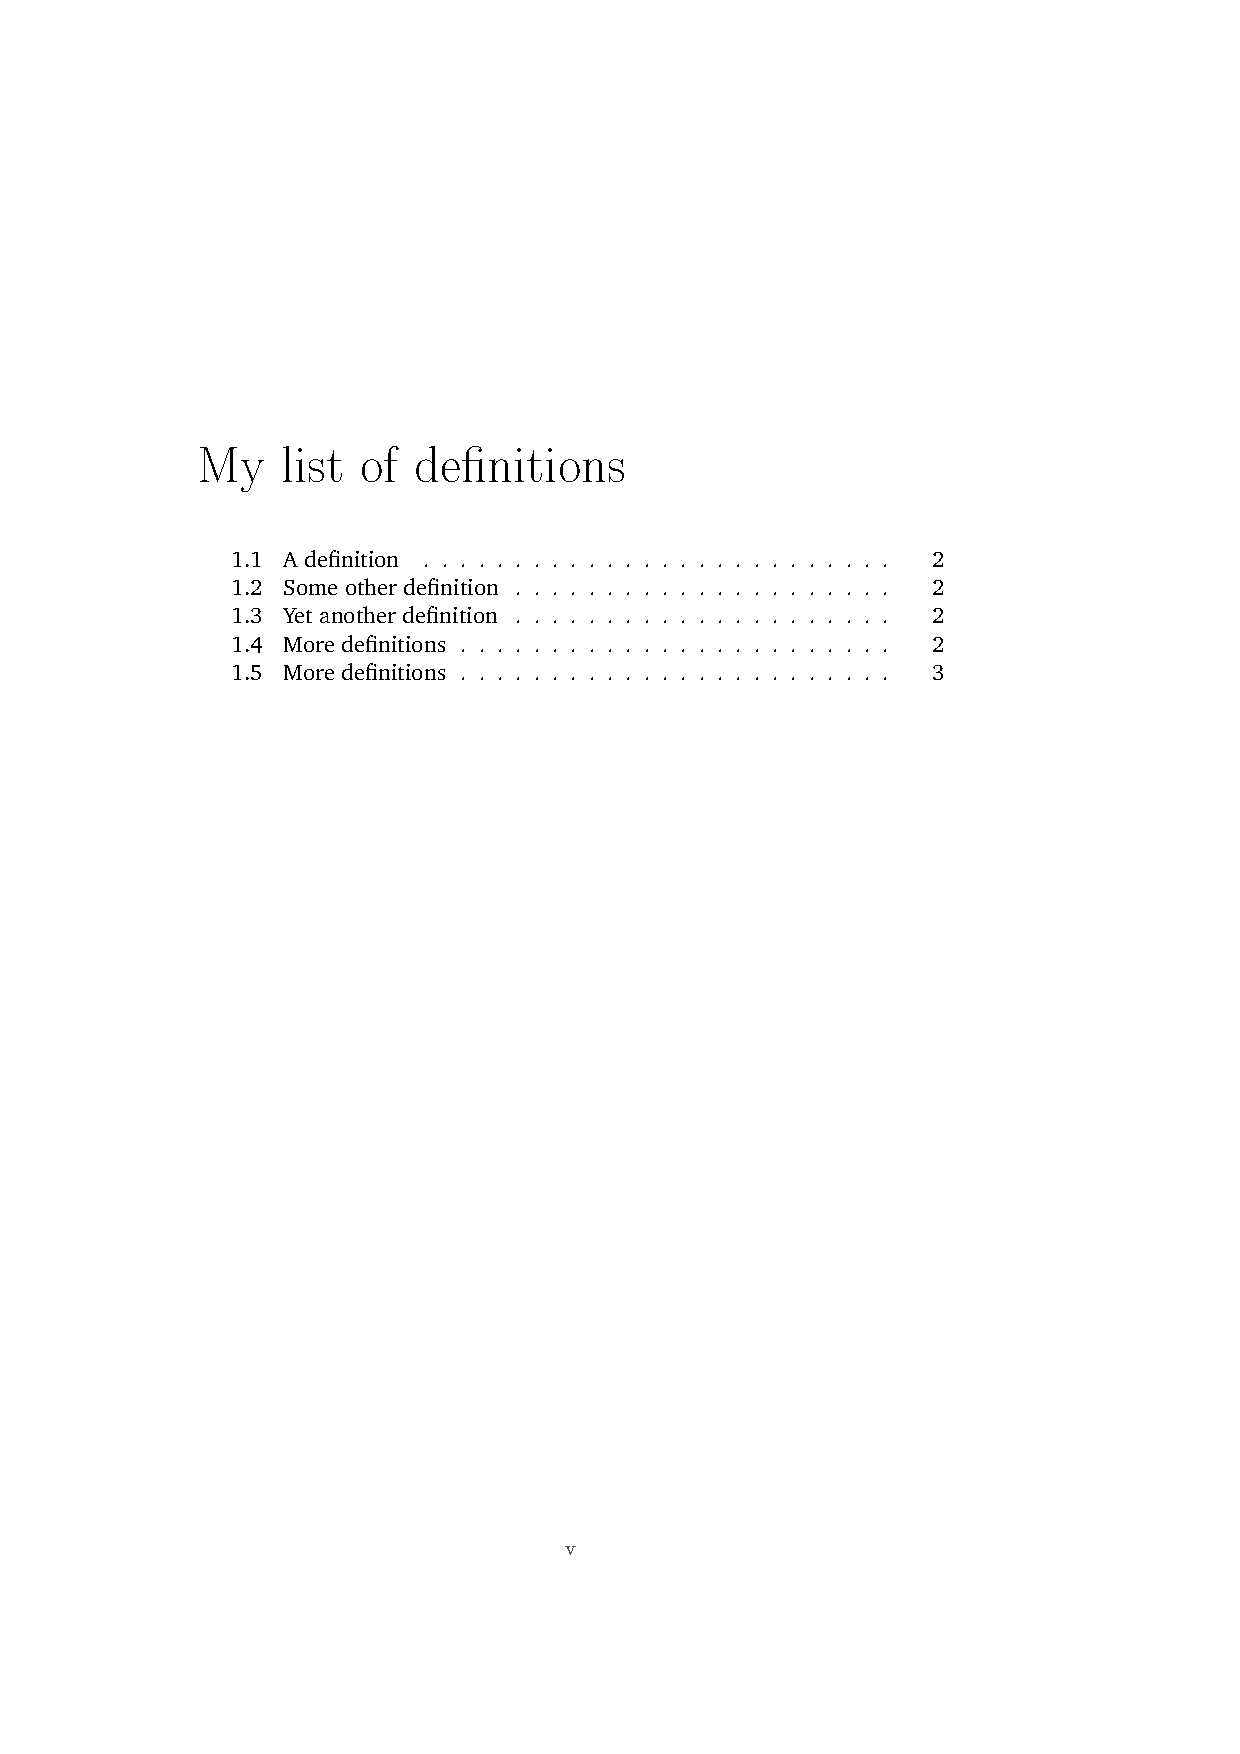 My list of definitions
1.1 A definition . . . . . . . . . . . . . . . . . . . . . . . . . . 2
1.2 Some other definition . . . . . . . . . . . . . . . . . . . . . 2
1.3 Yet another definition . . . . . . . . . . . . . . . . . . . . . 2
1.4 More definitions . . . . . . . . . . . . . . . . . . . . . . . . 2
1.5 More definitions . . . . . . . . . . . . . . . . . . . . . . . . 3
v